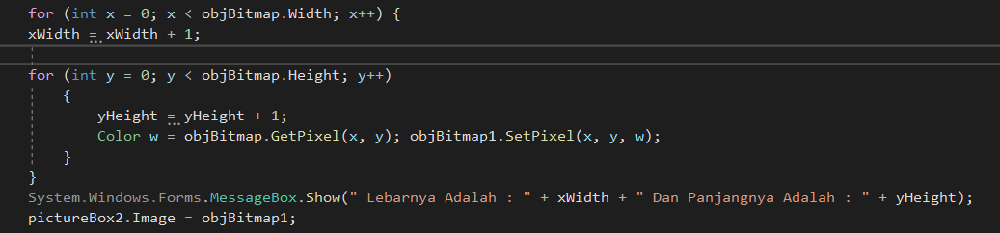 for (int x = 0; x < objBitmap.Width; x++) {
xWidth = xWidth + 1;
for (int y = 0; y < objBitmap.Height; y++)
{
yHeight = yHeight + 1;
Color w = objBitmap.GetPixel(x, y); objBitmap1.SetPixel(x, y, w);
}
}
System.Windows.Forms.MessageBox.Show(" Lebarnya Adalah : " + xWidth + " Dan Panjangnya Adalah : " + yHeight);
pictureBox2.Image = objBitmap1;